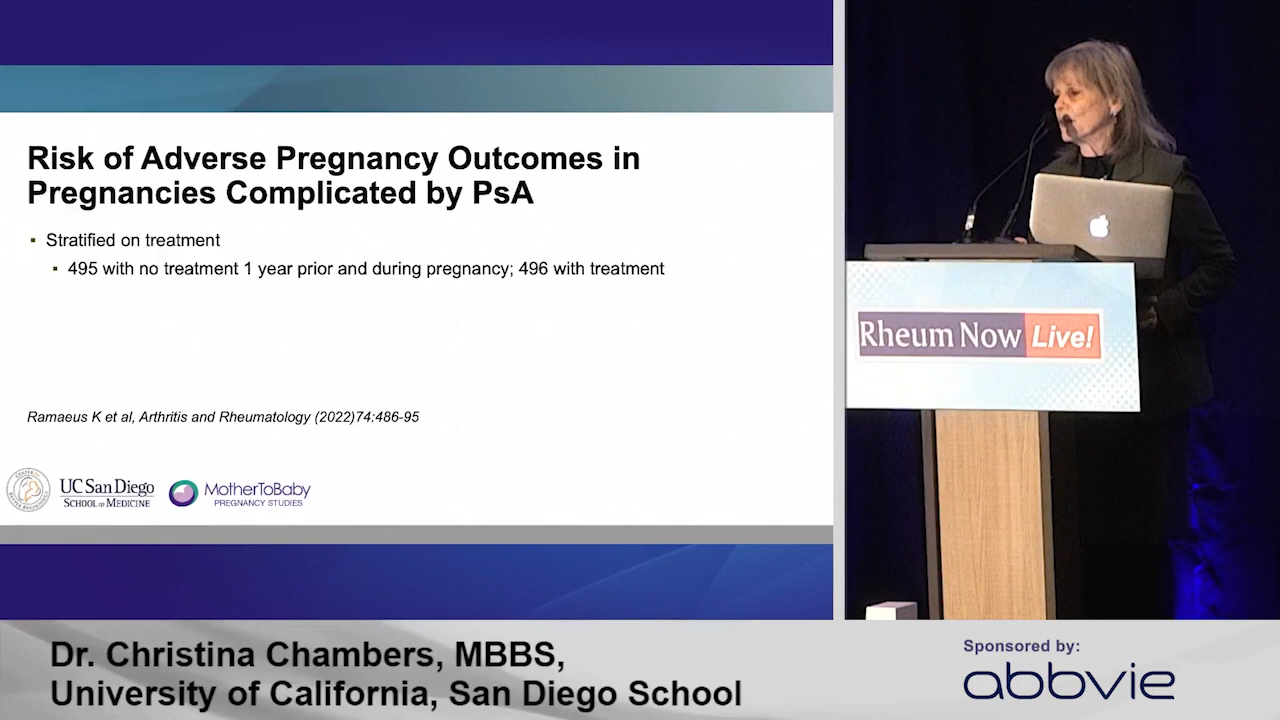 Risk of Adverse Pregnancy Outcomes in
Pregnancies Complicated by PsA
▪ Stratified on treatment
▪ 495 with no treatment 1 year prior and during pregnancy; 496 with treatment
Ramaeus K et al, Arthritis and Rheumatology (2022)74:486-95
UC San Diego
SCHOOL OF MEDICINE
MotherToBaby
PREGNANCY STUDIES
Rheum Now Live!
Dr. Christina Chambers, MBBS,
University of California, San Diego School
Sponsored by:
abbvie